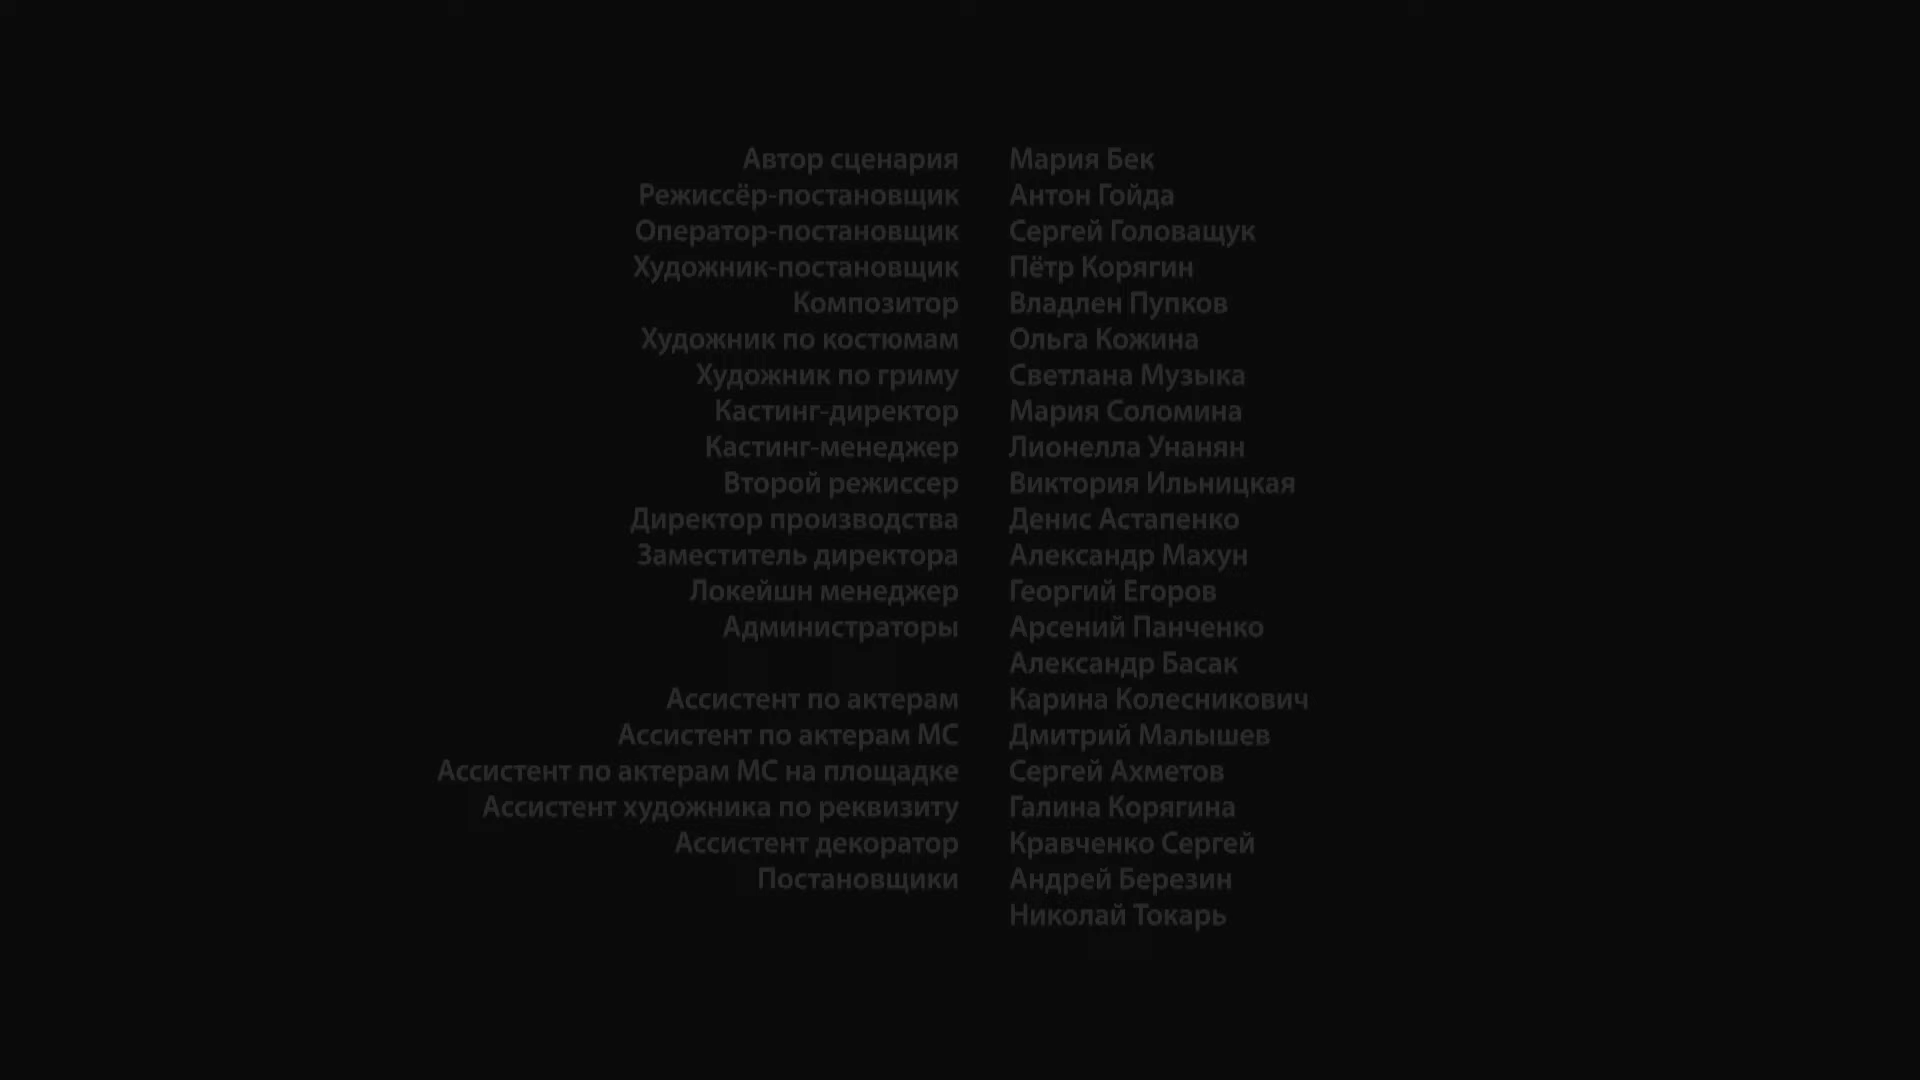 Автор сценария Мария Бек
Режиссёр-постановщик Антон Гойда
Оператор-постановщик Сергей Головащук
Художник-постановщик Пётр Корягин
Композитор Владлен Пупков
Художник по костюмам Ольга Кожина
Художник по гриму Светлана Музыка
Кастинг-директор Мария Соломина
Кастинг-менеджер Лионелла Унанян
Второй режиссер Виктория Ильницкая
Директор производства Денис Астапенко
Заместитель директора Александр Махун
Локейшн менеджер Георгий Егоров
Администраторы Арсений Панченко
Александр Басак
Ассистент по актерам Карина Колесникович
Ассистент по актерам МС Дмитрий Малышев
Ассистент по актерам МС на площадке Сергей Ахметов
Ассистент художника по реквизиту Галина Корягина
Ассистент декоратор Кравченко Сергей
Постановщики Андрей Березин
Николай Токарь